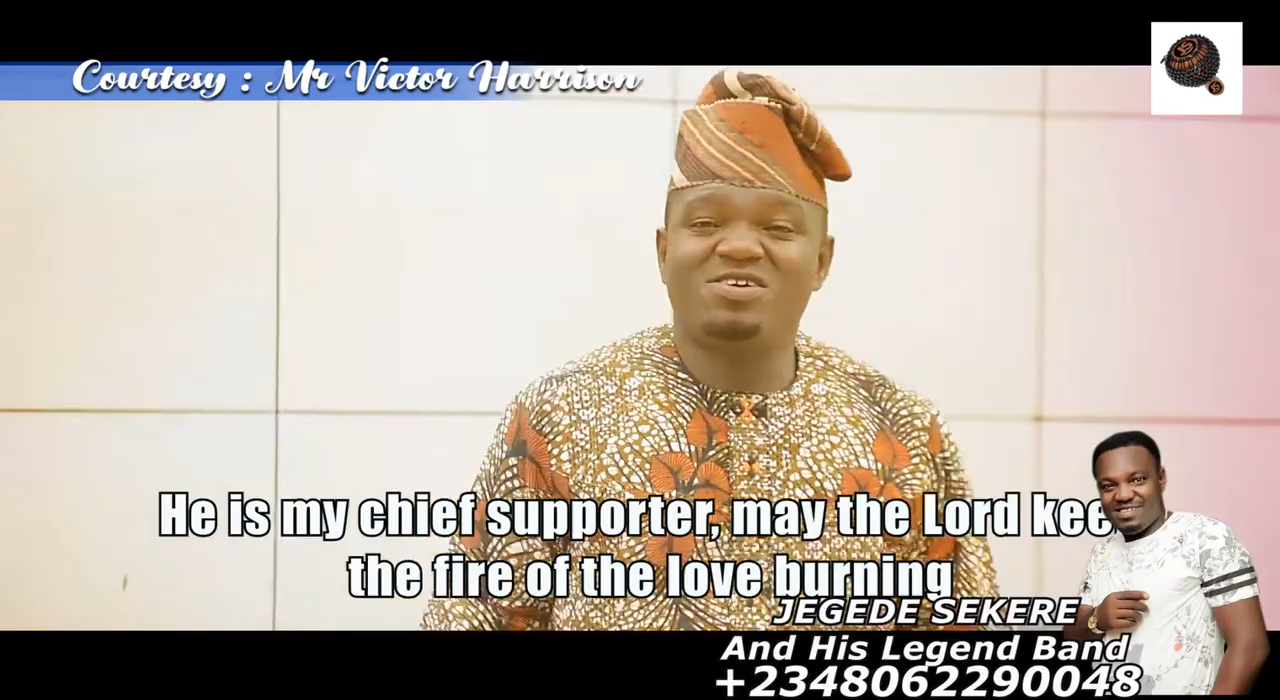 Courtesy : Mr Victor Harrison
He is my chief supporter, may the Lord kee
the fire of the love burning
JEGEDE SEKERE
And His Legend Band
+2348062290048